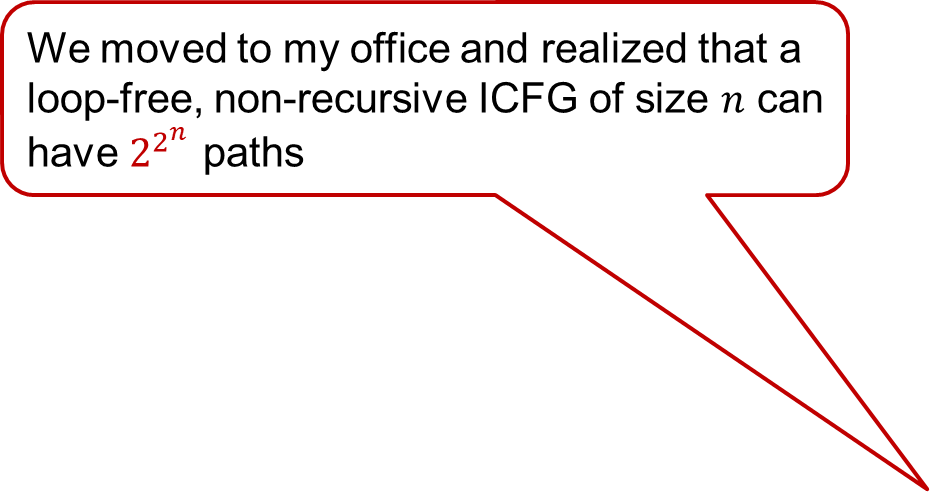 We moved to my office and realized that a
loop-free, non-recursive ICFG of size 𝑛 can
have 2^{2^𝑛} paths